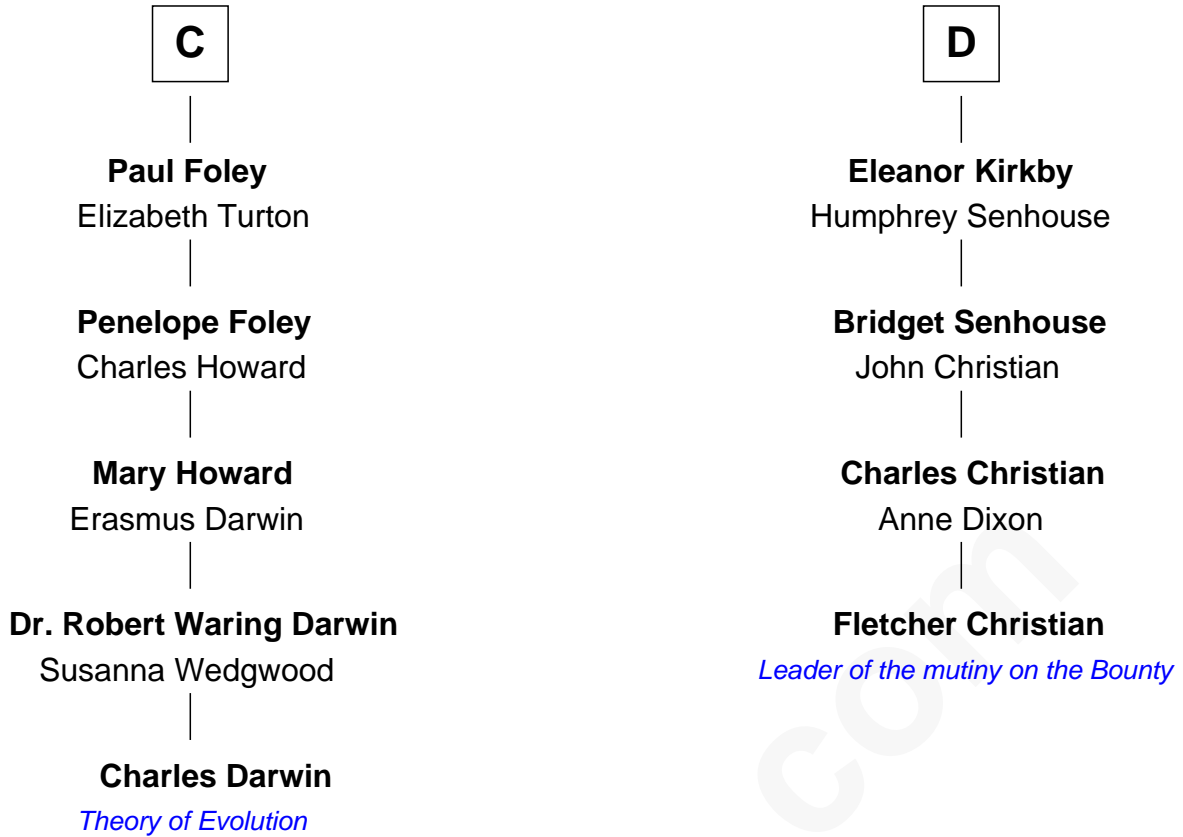 C
Paul Foley
Elizabeth Turton
Penelope Foley
Charles Howard
Mary Howard
Erasmus Darwin
Dr. Robert Waring Darwin
Susanna Wedgwood
Charles Darwin
Theory of Evolution
D
Eleanor Kirkby
Humphrey Senhouse
Bridget Senhouse
John Christian
Charles Christian
Anne Dixon
Fletcher Christian
Leader of the mutiny on the Bounty
com